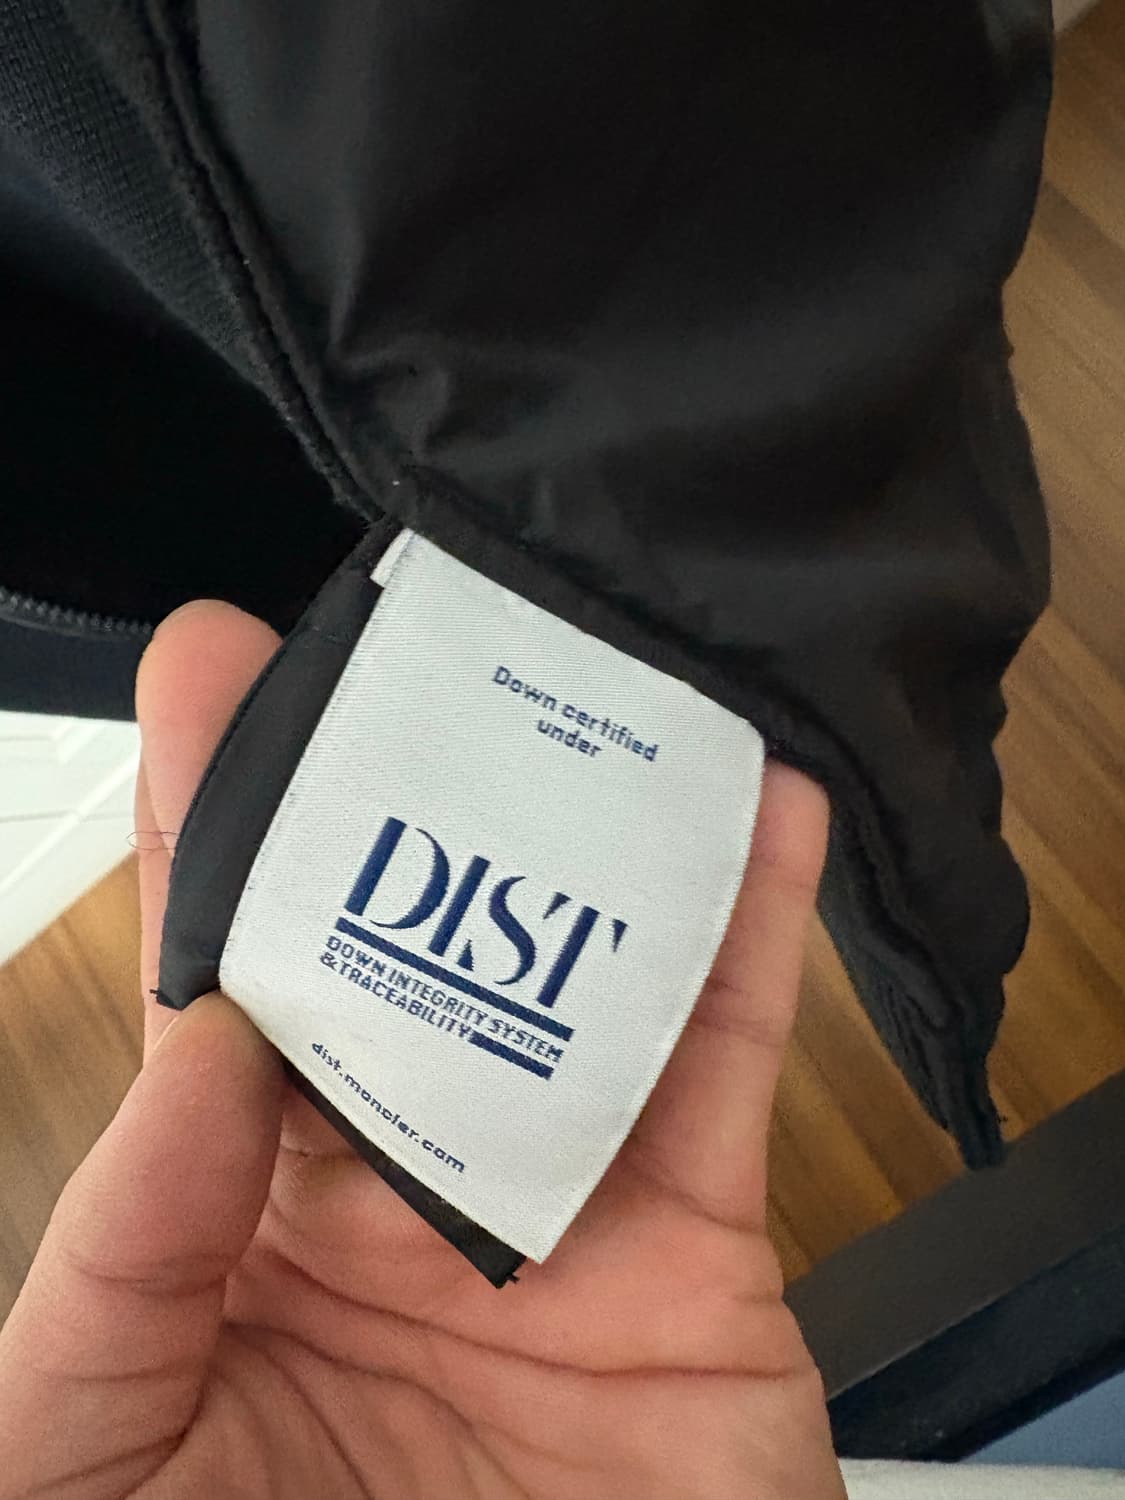 Down certified
under
DIST
DOWN INTEGRITY SYSTEM
&TRACEABILITY
dist.moncler.com